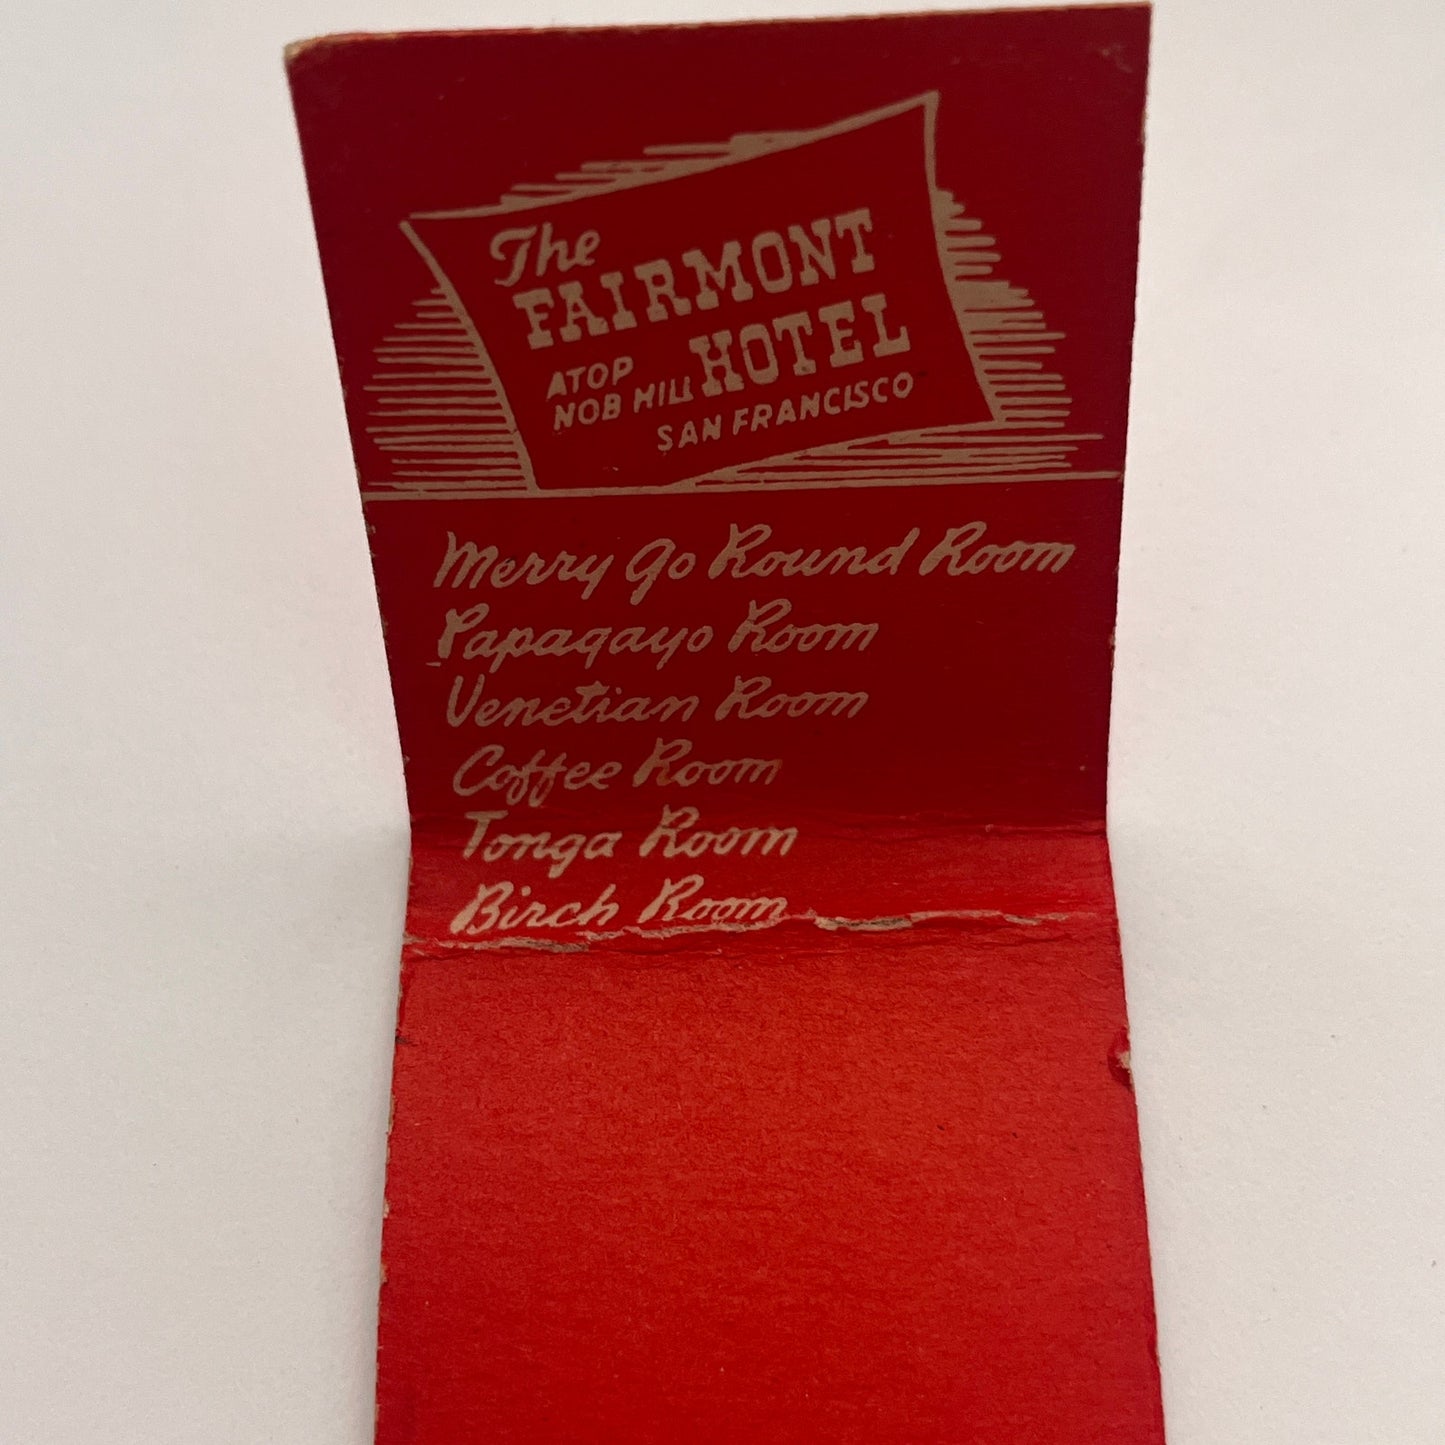 The
FAIRMONT
HOTEL
ATOP
NOB HILL
SAN FRANCISCO
Merry Go Round Room
Papagayo Room
Venetian Room
Coffee Room
Tonga Room
Birch Room